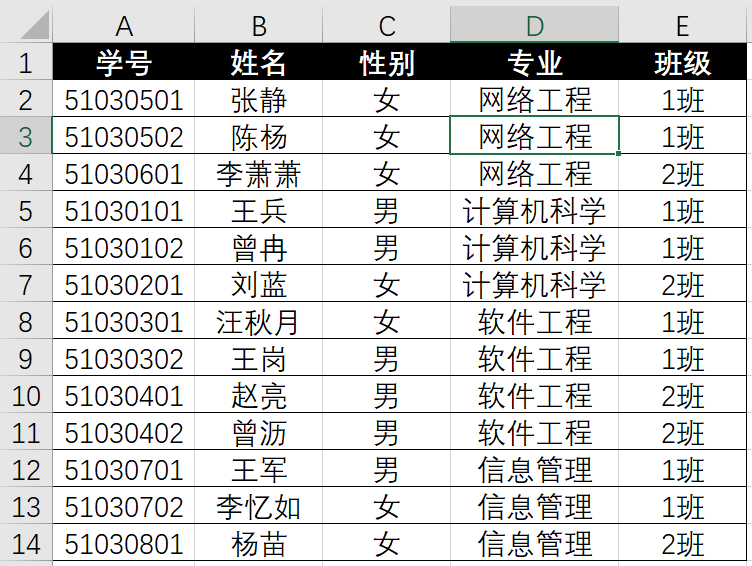 A B C D E
1 学号 姓名 性别 专业 班级
2 51030501 张静 女 网络工程 1班
3 51030502 陈杨 女 网络工程 1班
4 51030601 李萧萧 女 网络工程 2班
5 51030101 王兵 男 计算机科学 1班
6 51030102 曾冉 男 计算机科学 1班
7 51030201 刘蓝 女 计算机科学 2班
8 51030301 汪秋月 女 软件工程 1班
9 51030302 王岗 男 软件工程 1班
10 51030401 赵亮 男 软件工程 2班
11 51030402 曾沥 男 软件工程 2班
12 51030701 王军 男 信息管理 1班
13 51030702 李忆如 女 信息管理 1班
14 51030801 杨苗 女 信息管理 2班